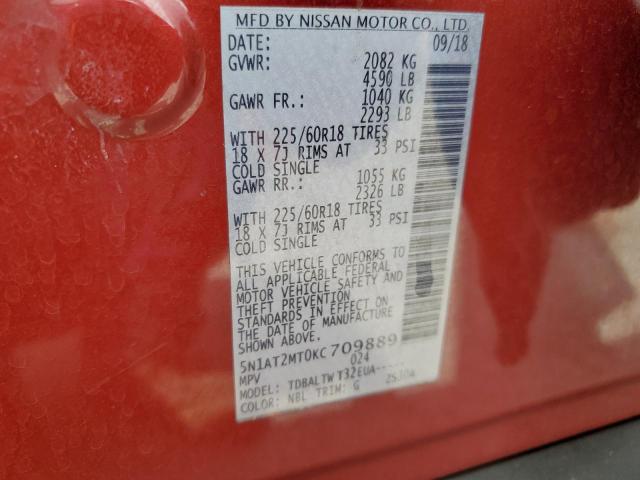 MFD BY NISSAN MOTOR CO., LTD.
DATE: 09/18
GVWR: 2082 KG
4590 LB
GAWR FR.: 1040 KG
2293 LB
WITH 225/60R18 TIRES
18 X 7J RIMS AT 33 PSI
COLD SINGLE
GAWR RR.: 1055 KG
2326 LB
WITH 225/60R18 TIRES
18 X 7J RIMS AT 33 PSI
COLD SINGLE
THIS VEHICLE CONFORMS TO
ALL APPLICABLE FEDERAL
MOTOR VEHICLE SAFETY AND
THEFT PREVENTION
STANDARDS IN EFFECT ON
THE DATE OF MANUFACTURE
SHOWN ABOVE.
5N1AT2MT0KC709889
MPV 024
MODEL: TDBALTW T32EUA-----
COLOR: NBL TRIM: G 25304